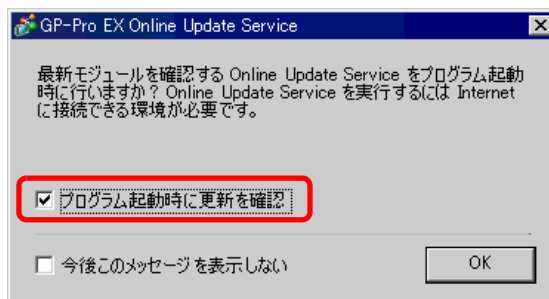 GP-Pro EX Online Update Service
最新モジュールを確認する Online Update Service をプログラム起動
時に行いますか？ Online Update Service を実行するには Internet
に接続できる環境が必要です。
プログラム起動時に更新を確認
今後このメッセージを表示しない
OK